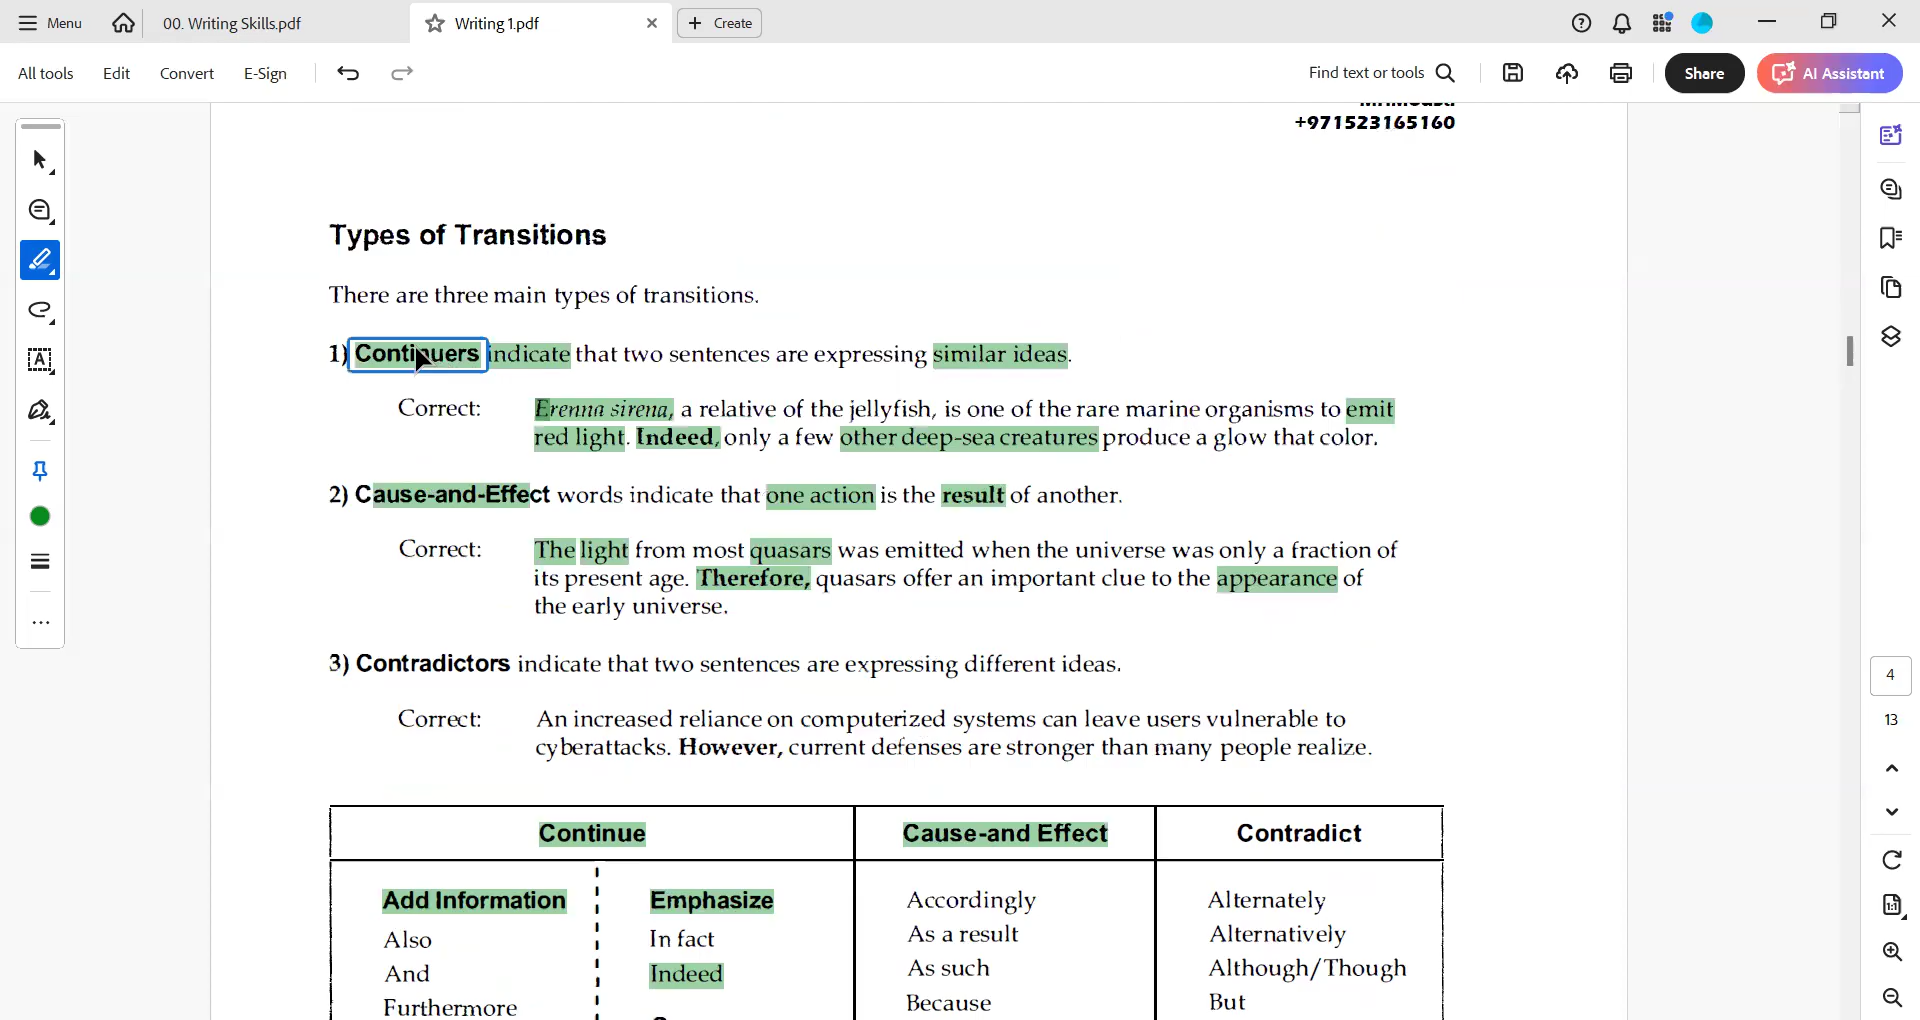 Menu
00. Writing Skills.pdf
Writing 1.pdf
Create
All tools
Edit
Convert
E-Sign
Find text or tools
Share
AI Assistant
+971523165160
Types of Transitions
There are three main types of transitions.
1) Continuers indicate that two sentences are expressing similar ideas.
Correct: Erenna sirena, a relative of the jellyfish, is one of the rare marine organisms to emit
red light. Indeed, only a few other deep-sea creatures produce a glow that color.
2) Cause-and-Effect words indicate that one action is the result of another.
Correct: The light from most quasars was emitted when the universe was only a fraction of
its present age. Therefore, quasars offer an important clue to the appearance of
the early universe.
3) Contradictors indicate that two sentences are expressing different ideas.
Correct: An increased reliance on computerized systems can leave users vulnerable to
cyberattacks. However, current defenses are stronger than many people realize.
Continue
Cause-and Effect
Contradict
Add Information
Also
And
Furthermore
Emphasize
In fact
Indeed
Accordingly
As a result
As such
Because
Alternately
Alternatively
Although/Though
But
4
13